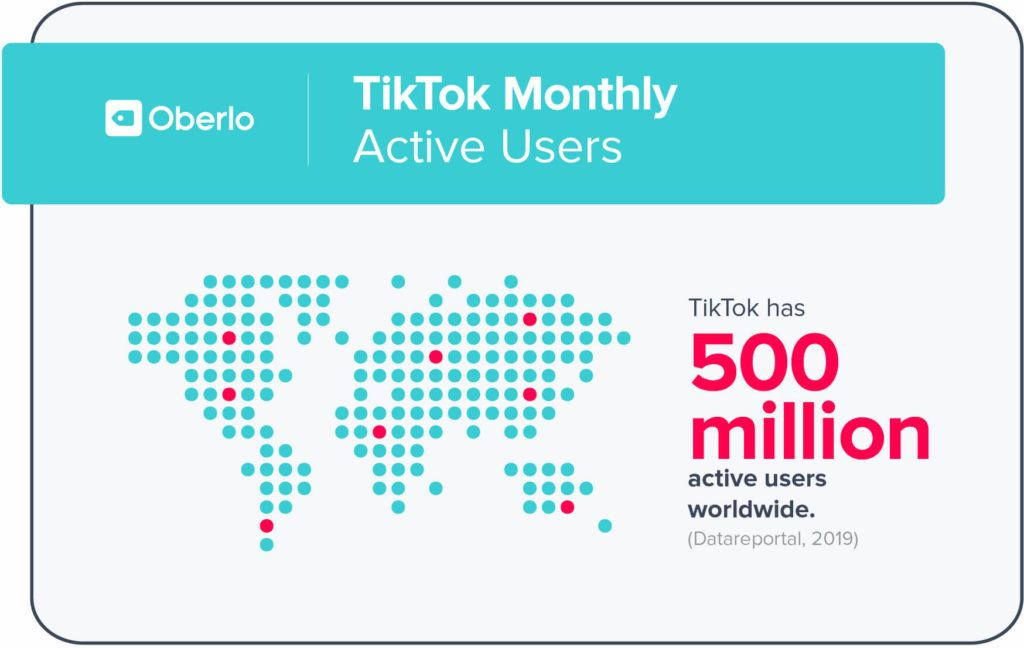 Oberlo
TikTok Monthly
Active Users
TikTok has
500
million
active users
worldwide.
(Datareportal, 2019)